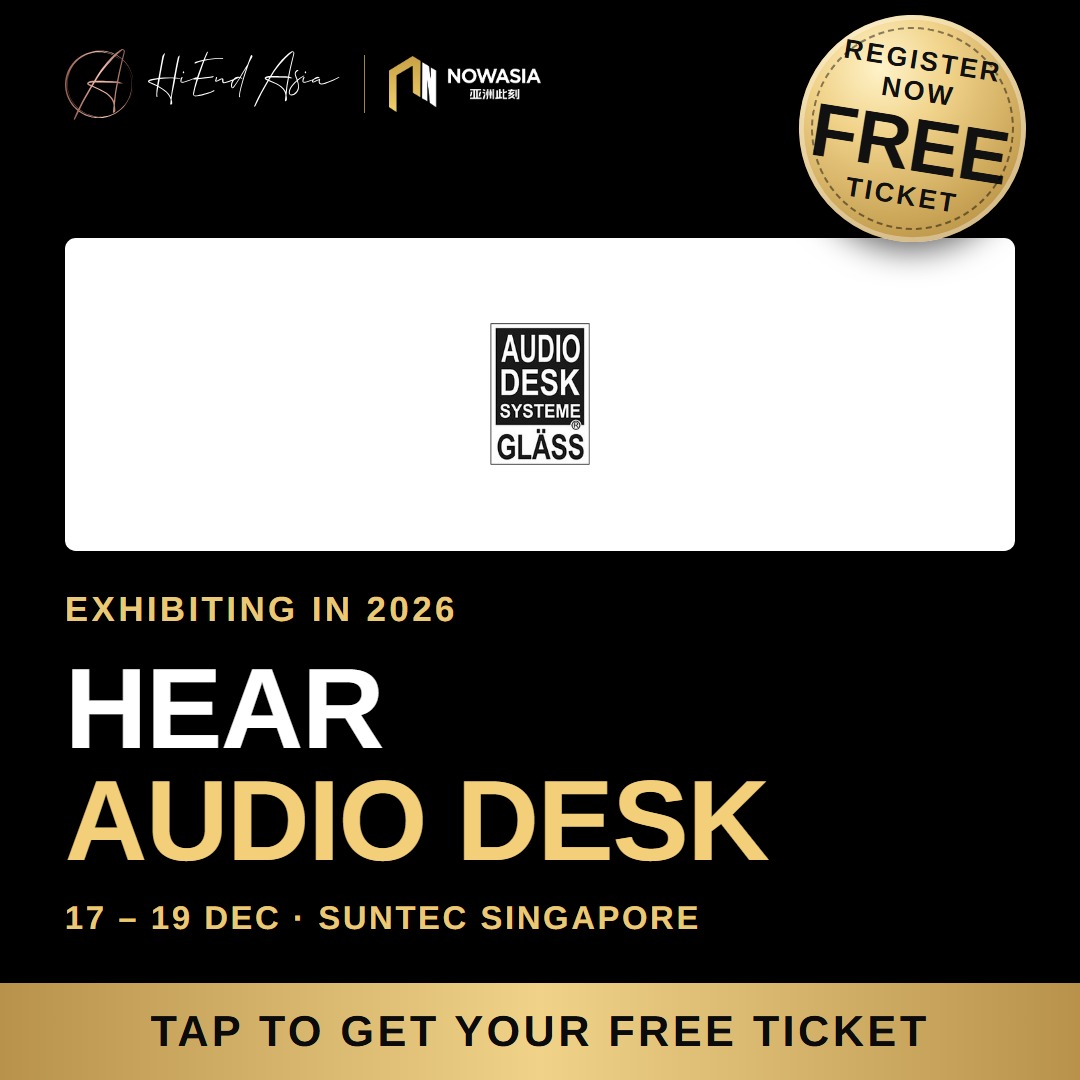 HiEnd Asia
NOWASIA
亚洲此刻
REGISTER
NOW
FREE
TICKET
AUDIO
DESK
SYSTEME
®
GLÄSS
EXHIBITING IN 2026
HEAR
AUDIO DESK
17 – 19 DEC · SUNTEC SINGAPORE
TAP TO GET YOUR FREE TICKET